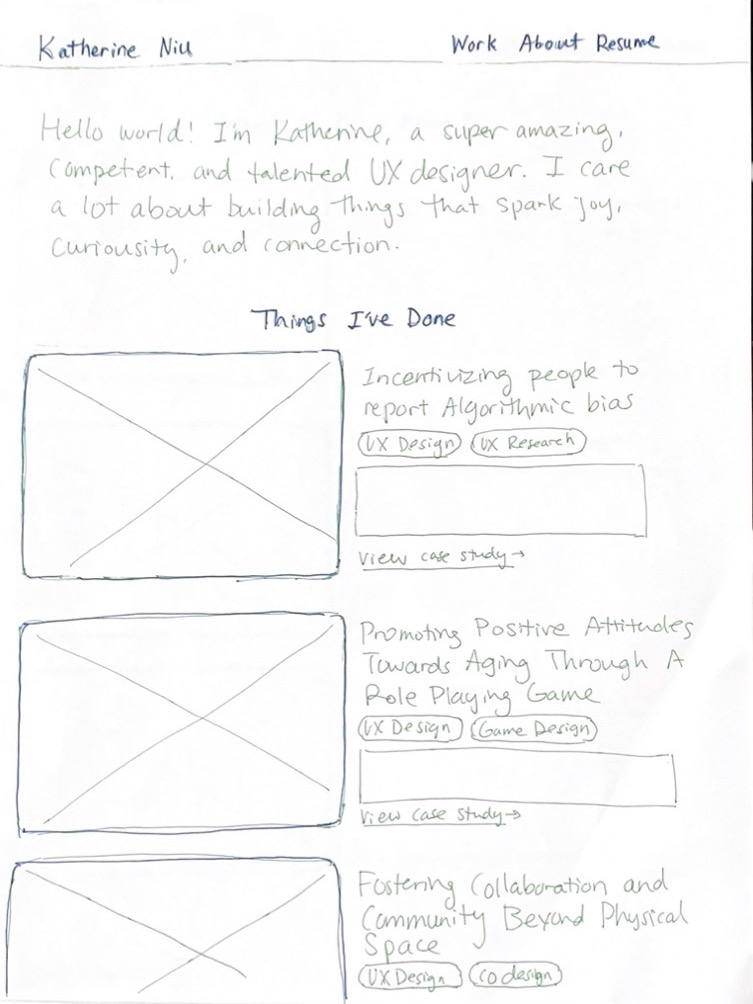 Katherine Niu
Work About Resume
Hello world! I'm Katherine, a super amazing,
competent, and talented UX designer. I care
a lot about building things that spark joy,
curiousity, and connection.
Things I've Done
Incentivizing people to
report Algorithmic bias
UX Design UX Research
View case study→
Promoting Positive Attitudes
Towards Aging Through A
Role Playing Game
UX Design Game Design
View case study→
Fostering Collaboration and
Community Beyond Physical
Space
UX Design co design